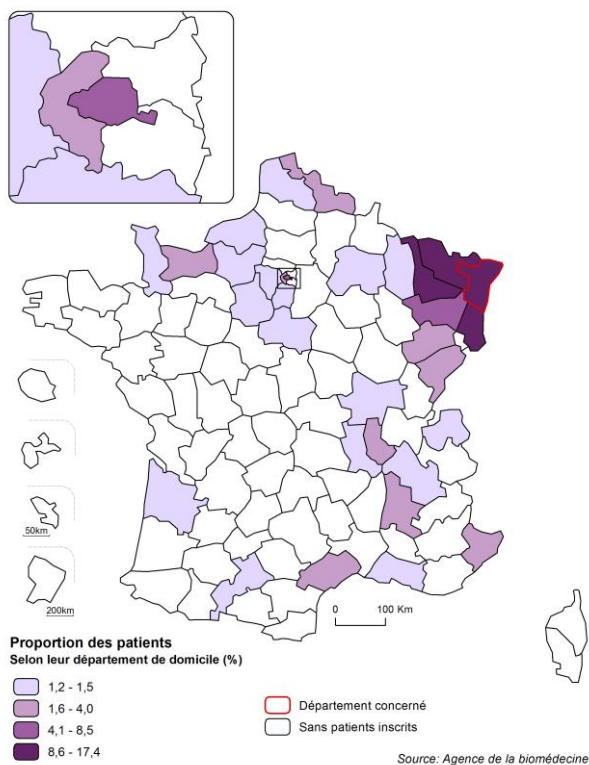 50km
200km
0 100 Km
Proportion des patients
Selon leur département de domicile (%)
1,2 - 1,5
1,6 - 4,0
4,1 - 8,5
8,6 - 17,4
Département concerné
Sans patients inscrits
Source: Agence de la biomédecine